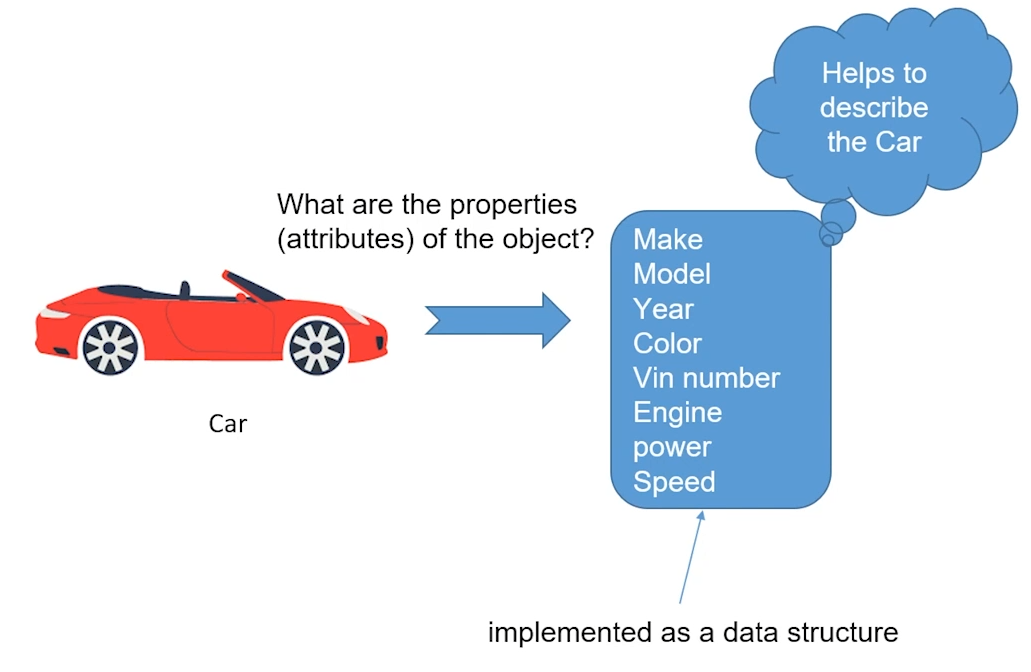 Helps to
describe
the Car
What are the properties
(attributes) of the object?
Make
Model
Year
Color
Vin number
Engine
power
Speed
Car
implemented as a data structure